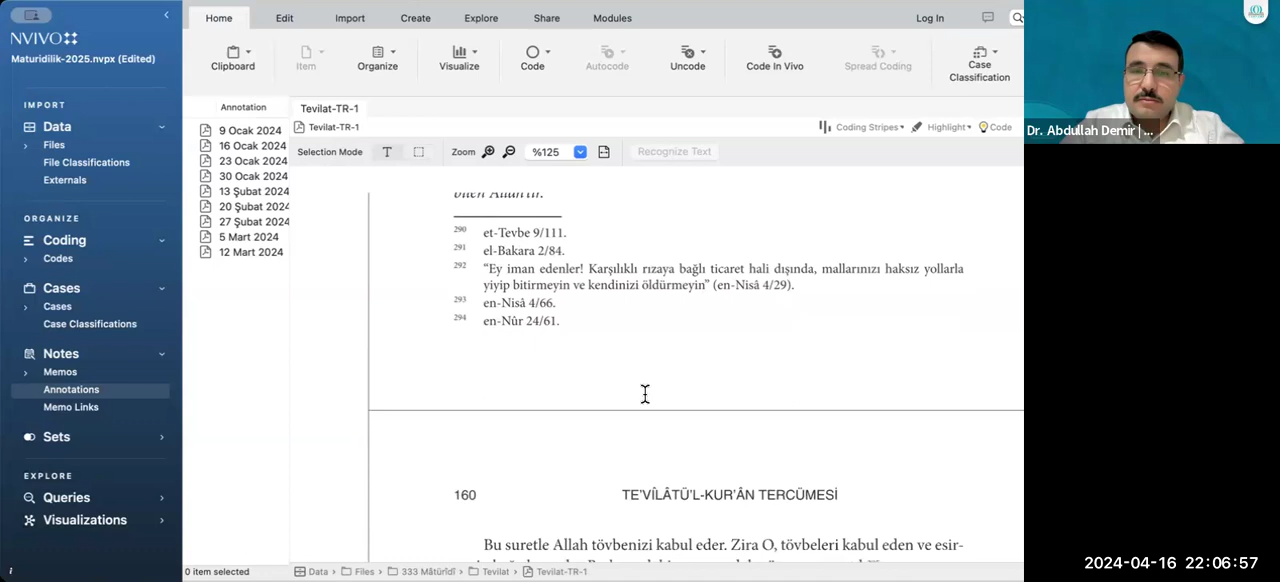 NVIVO
Maturidilik-2025.nvpx (Edited)
IMPORT
Data
Files
File Classifications
Externals
ORGANIZE
Coding
Codes
Cases
Cases
Case Classifications
Notes
Memos
Annotations
Memo Links
Sets
EXPLORE
Queries
Visualizations
Home Edit Import Create Explore Share Modules Log In
Clipboard Item Organize Visualize Code Autocode Uncode Code In Vivo Spread Coding Case Classification
Annotation
9 Ocak 2024
16 Ocak 2024
23 Ocak 2024
30 Ocak 2024
13 Şubat 2024
20 Şubat 2024
27 Şubat 2024
5 Mart 2024
12 Mart 2024
Tevilat-TR-1
Tevilat-TR-1 Coding Stripes Highlight Code
Selection Mode T Zoom %125 Recognize Text
bilen Allah'tır.
290 et-Tevbe 9/111.
291 el-Bakara 2/84.
292 “Ey iman edenler! Karşılıklı rızaya bağlı ticaret hali dışında, mallarınızı haksız yollarla
yiyip bitirmeyin ve kendinizi öldürmeyin” (en-Nisâ 4/29).
293 en-Nisâ 4/66.
294 en-Nûr 24/61.
160 TE’VÎLÂTÜ’L-KUR’ÂN TERCÜMESİ
Bu suretle Allah tövbenizi kabul eder. Zira O, tövbeleri kabul eden ve esir-
0 item selected Data > Files > 333 Mâtürîdî > Tevilat > Tevilat-TR-1
Dr. Abdullah Demir | ...
2024-04-16 22:06:57